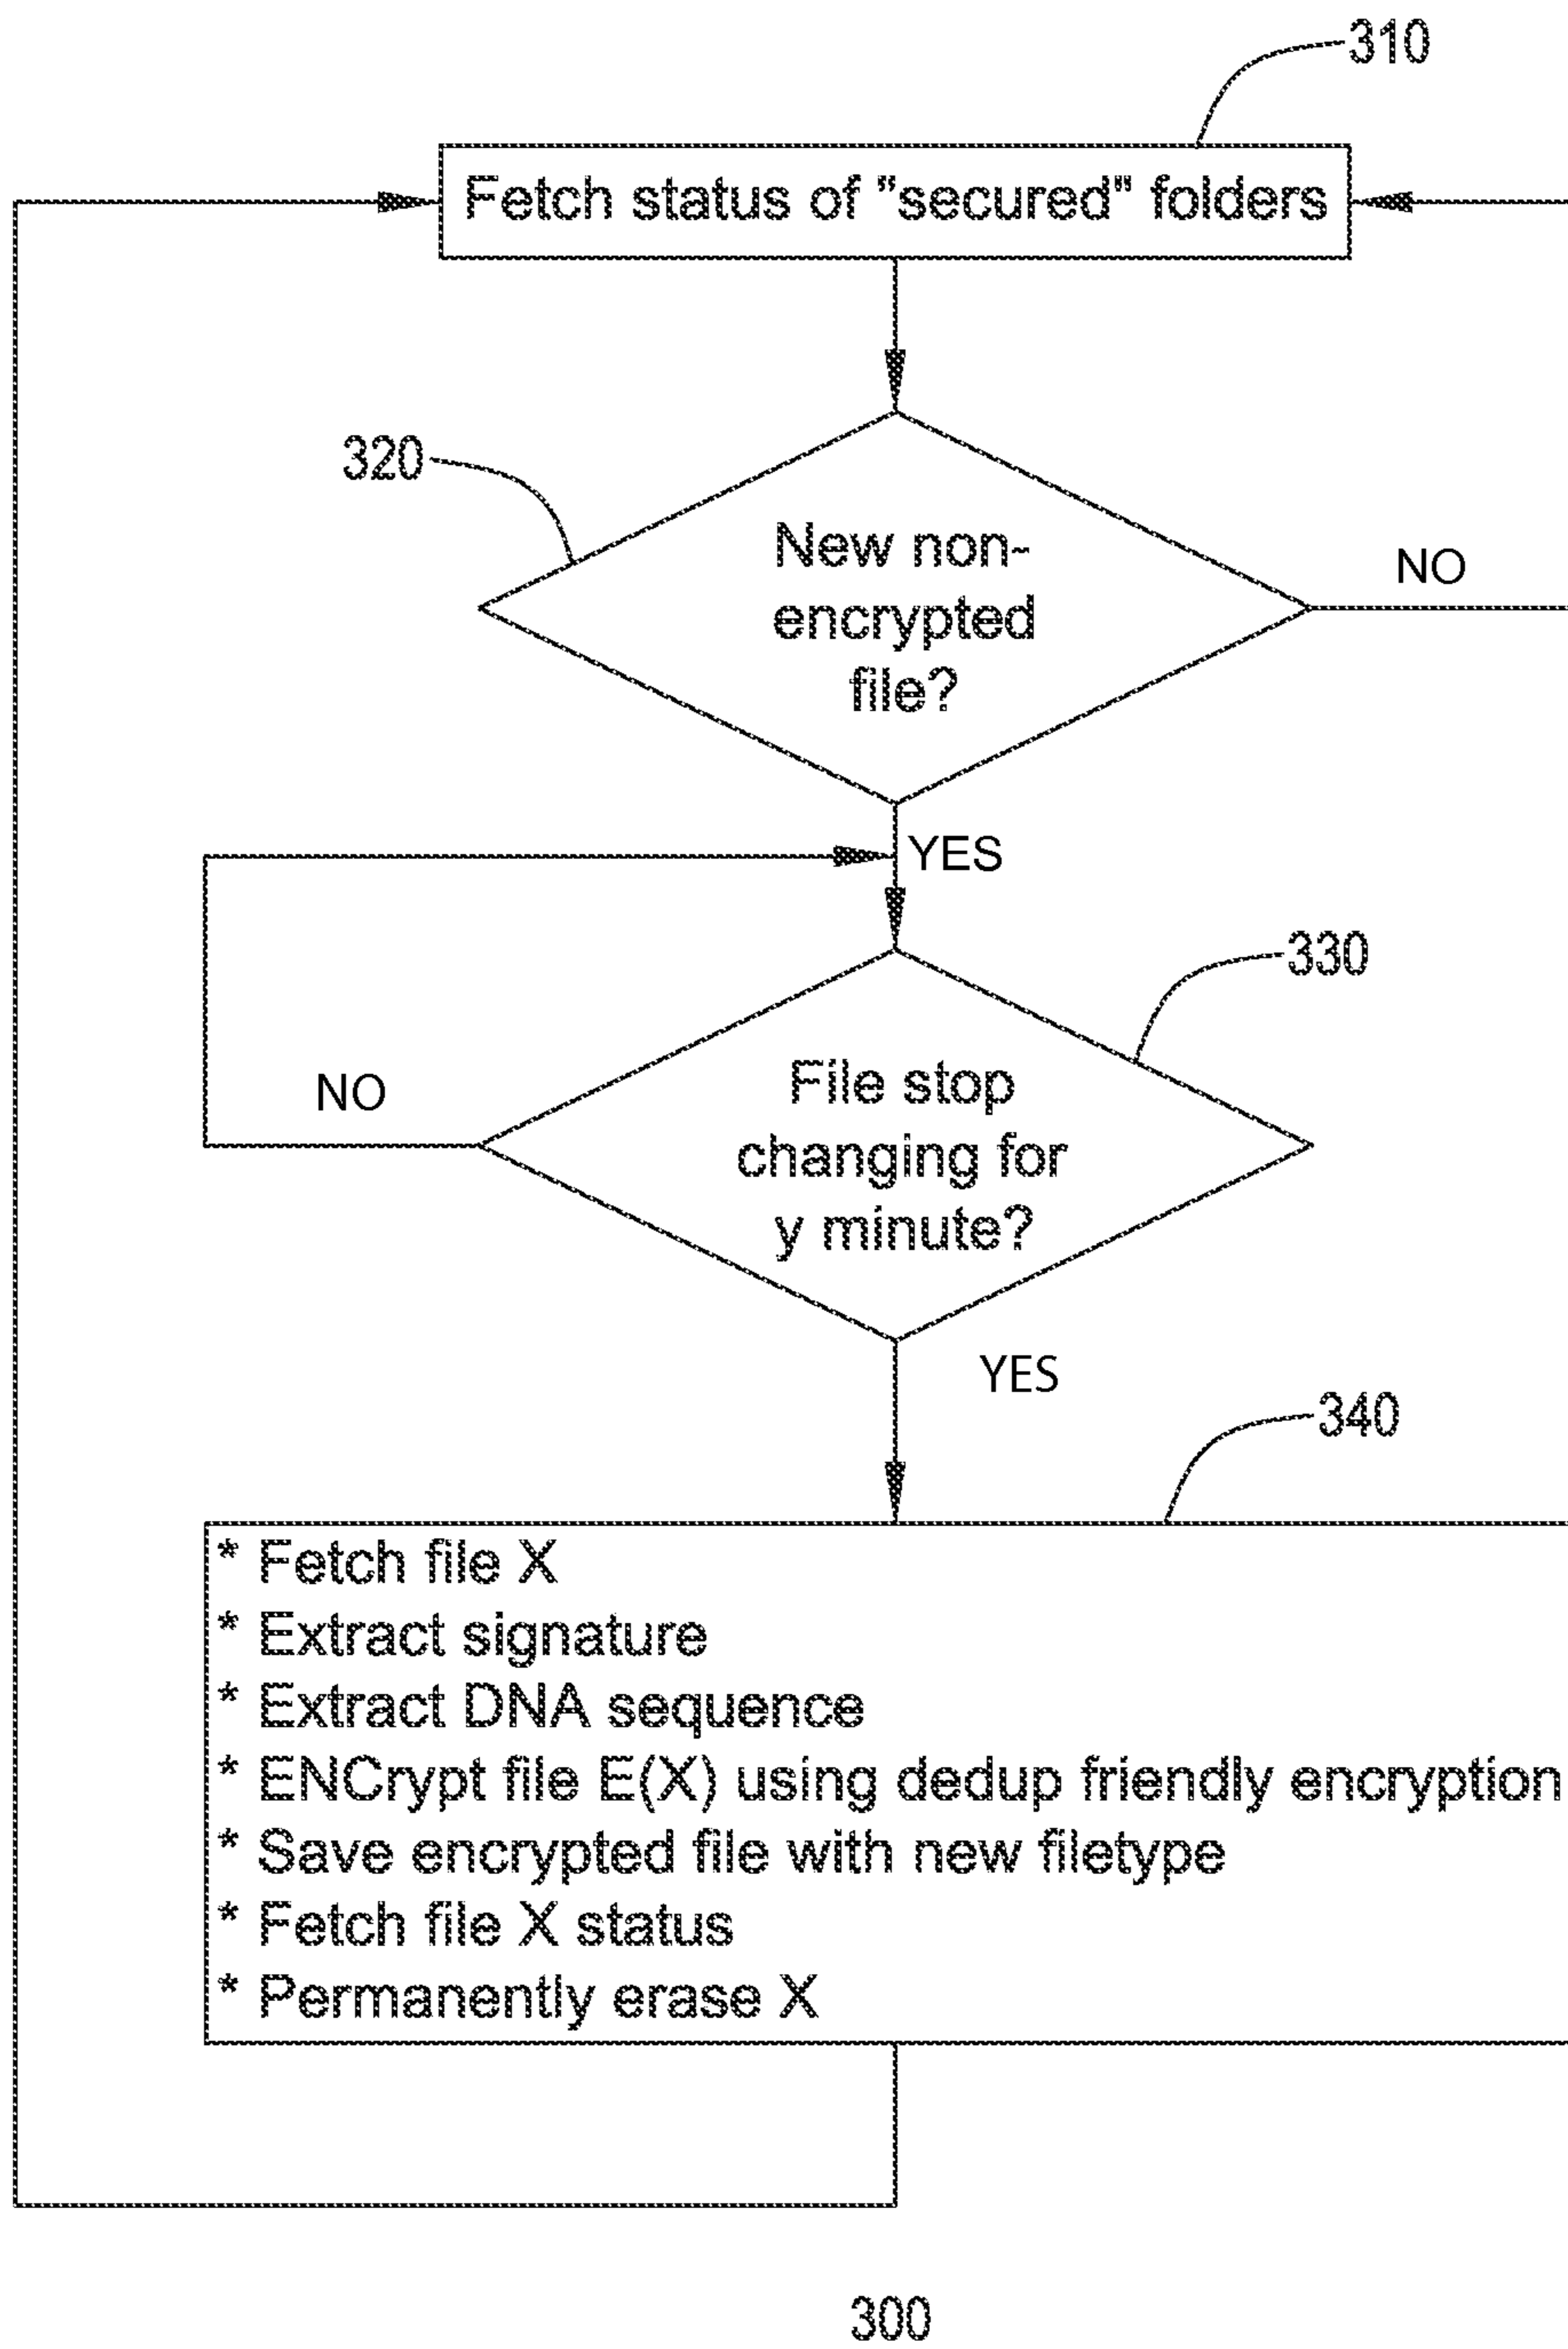 310
Fetch status of "secured" folders
320
New non-
encrypted
file?
NO
YES
330
File stop
changing for
y minute?
NO
YES
340
* Fetch file X
* Extract signature
* Extract DNA sequence
* ENCrypt file E(X) using dedup friendly encryption
* Save encrypted file with new filetype
* Fetch file X status
* Permanently erase X
300